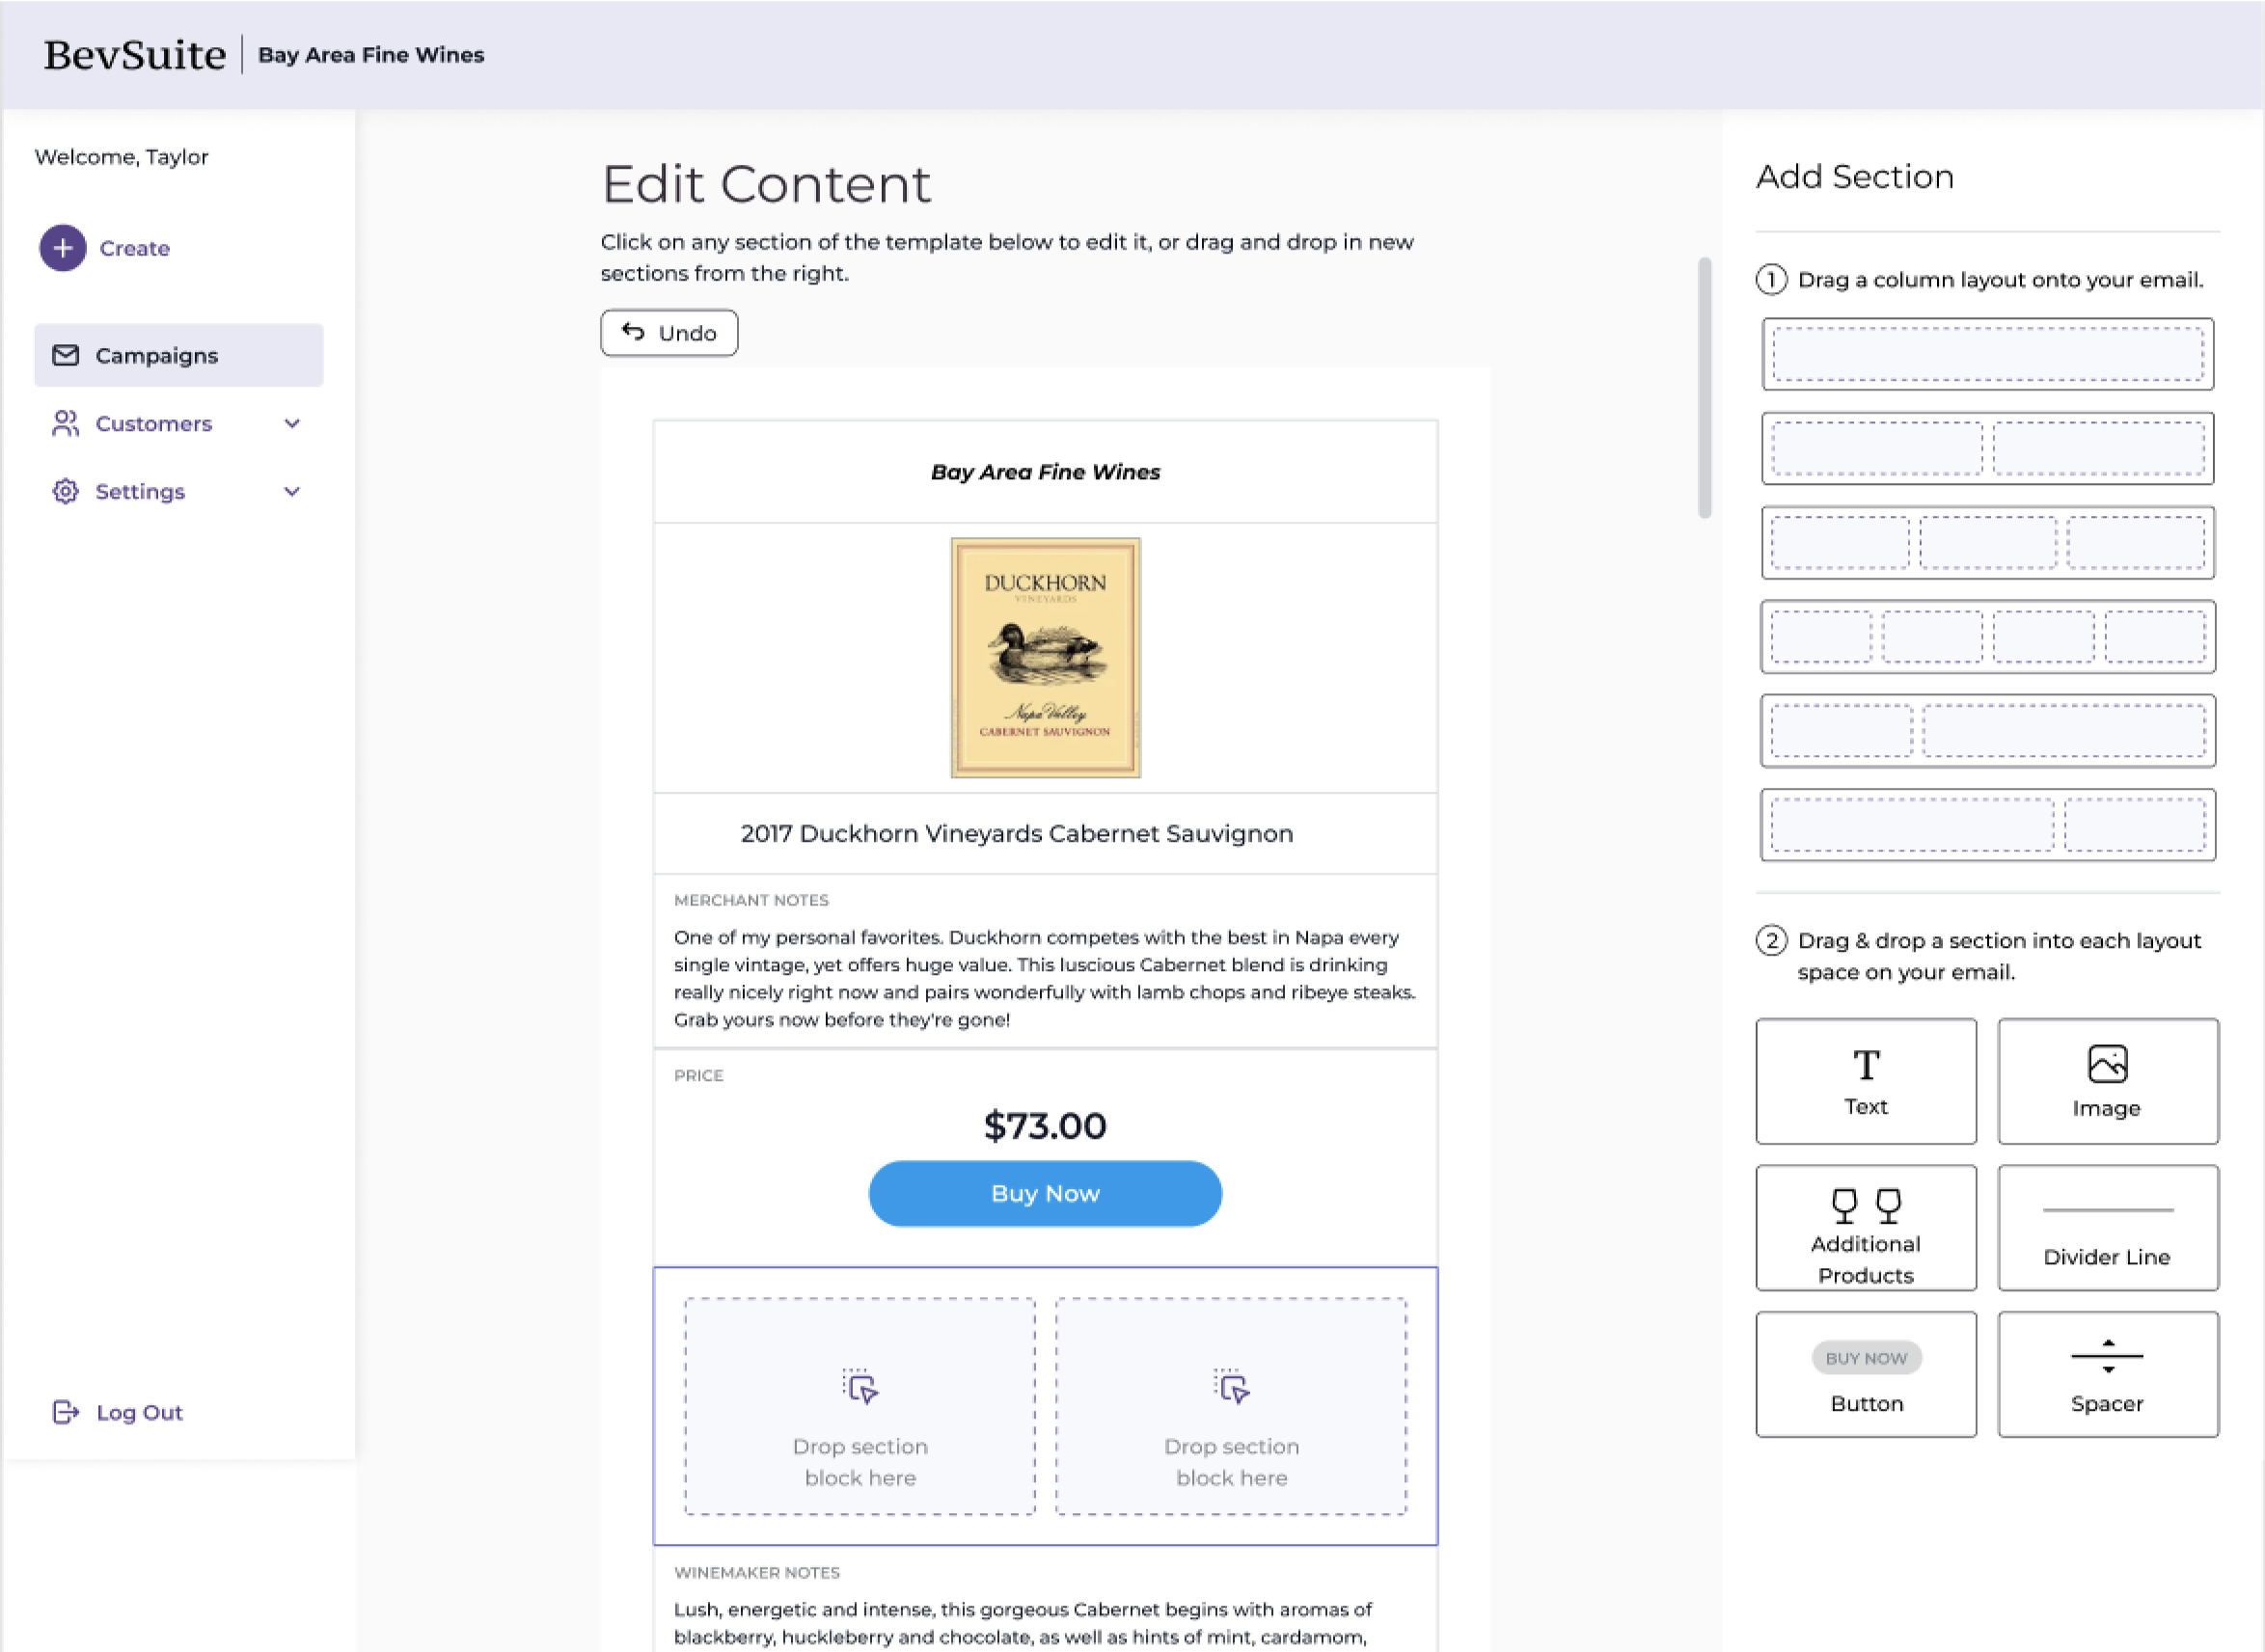 BevSuite
Bay Area Fine Wines
Welcome, Taylor
Create
Campaigns
Customers
Settings
Log Out
Edit Content
Click on any section of the template below to edit it, or drag and drop in new
sections from the right.
Undo
Bay Area Fine Wines
DUCKHORN
VINEYARDS
Napa Valley
CABERNET SAUVIGNON
2017 Duckhorn Vineyards Cabernet Sauvignon
MERCHANT NOTES
One of my personal favorites. Duckhorn competes with the best in Napa every
single vintage, yet offers huge value. This luscious Cabernet blend is drinking
really nicely right now and pairs wonderfully with lamb chops and ribeye steaks.
Grab yours now before they're gone!
PRICE
$73.00
Buy Now
Drop section
block here
Drop section
block here
WINEMAKER NOTES
Lush, energetic and intense, this gorgeous Cabernet begins with aromas of
blackberry, huckleberry and chocolate, as well as hints of mint, cardamom,
Add Section
1 Drag a column layout onto your email.
2 Drag & drop a section into each layout
space on your email.
T
Text
Image
Additional
Products
Divider Line
BUY NOW
Button
Spacer